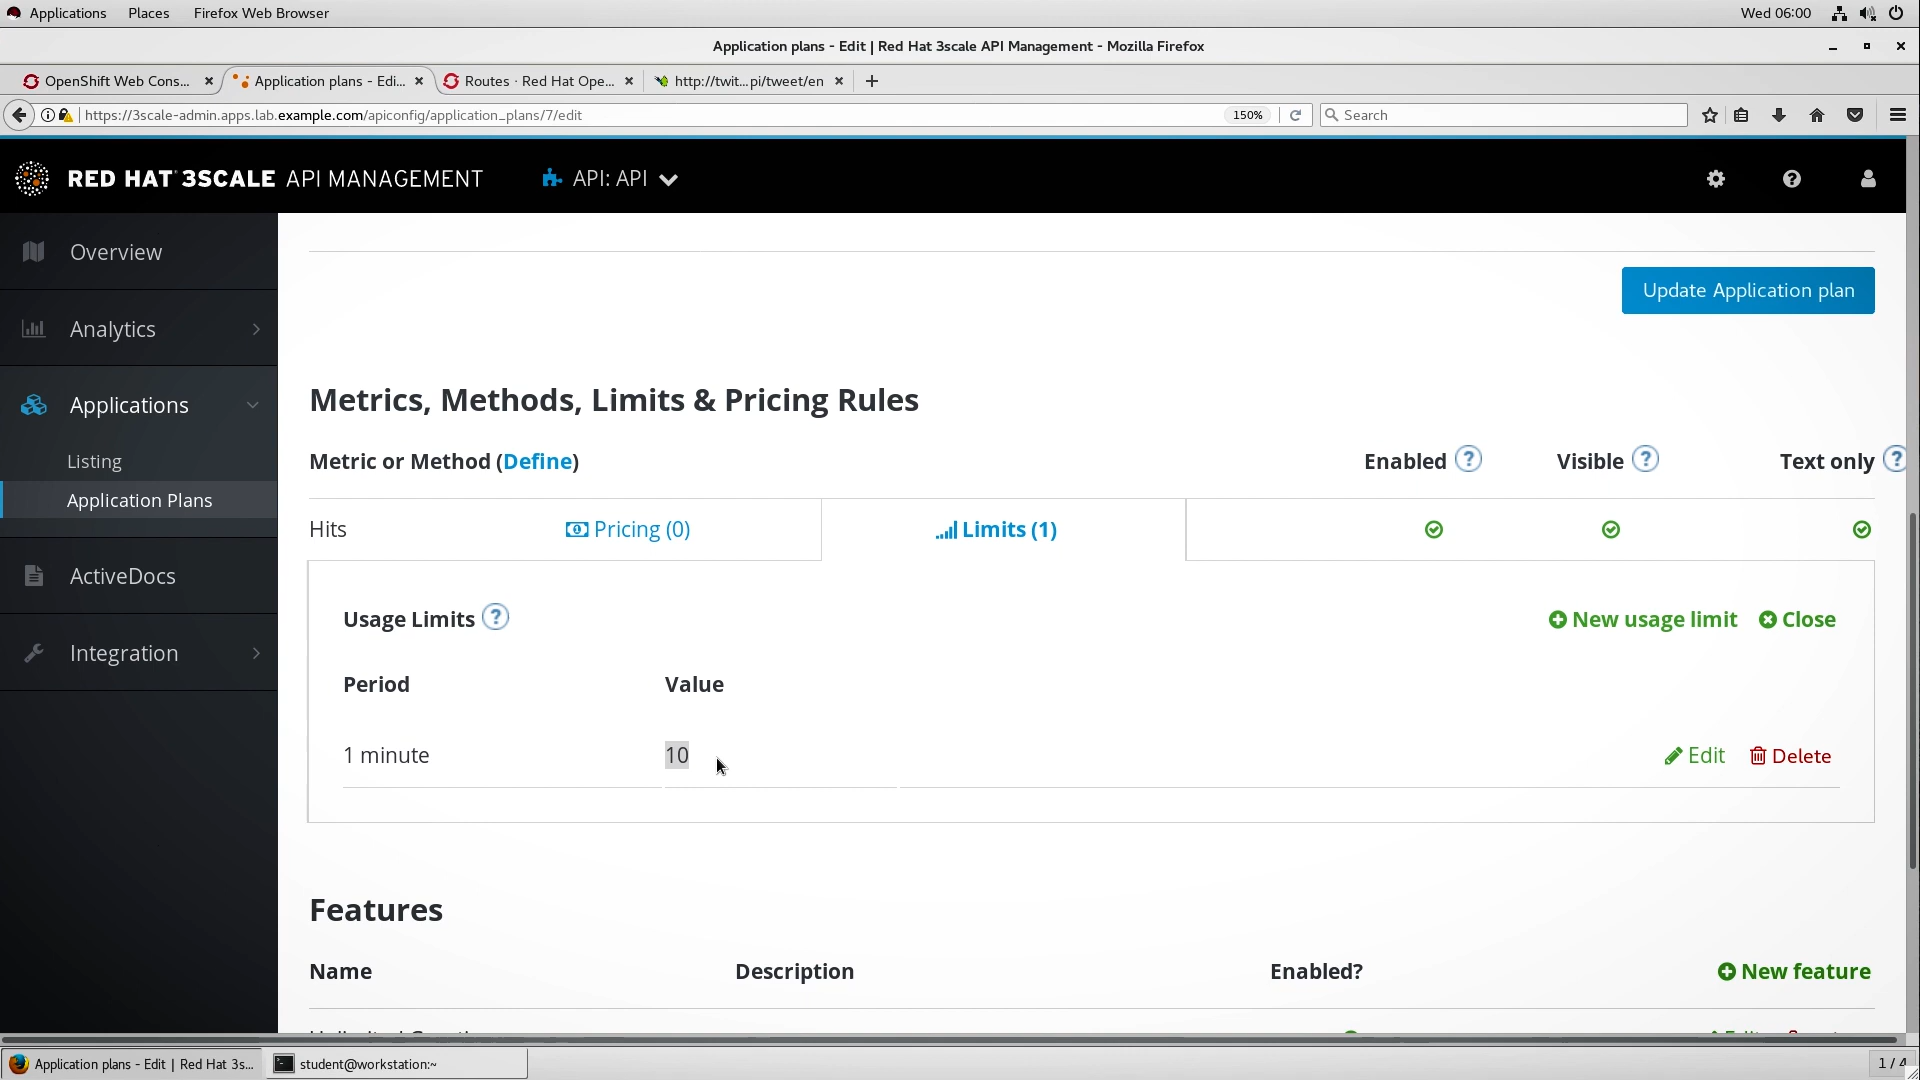 Applications Places Firefox Web Browser Wed 06:00
Application plans - Edit | Red Hat 3scale API Management - Mozilla Firefox
OpenShift Web Cons... Application plans - Edi... Routes · Red Hat Ope... http://twit...pi/tweet/en
https://3scale-admin.apps.lab.example.com/apiconfig/application_plans/7/edit 150% Search
RED HAT 3SCALE API MANAGEMENT API: API
Overview
Analytics
Applications
Listing
Application Plans
ActiveDocs
Integration
Update Application plan
Metrics, Methods, Limits & Pricing Rules
Metric or Method (Define) Enabled ? Visible ? Text only ?
Hits Pricing (0) Limits (1)
Usage Limits ? New usage limit Close
Period Value
1 minute 10 Edit Delete
Features
Name Description Enabled? New feature
Application plans - Edit | Red Hat 3s... student@workstation:~ 1 / 4